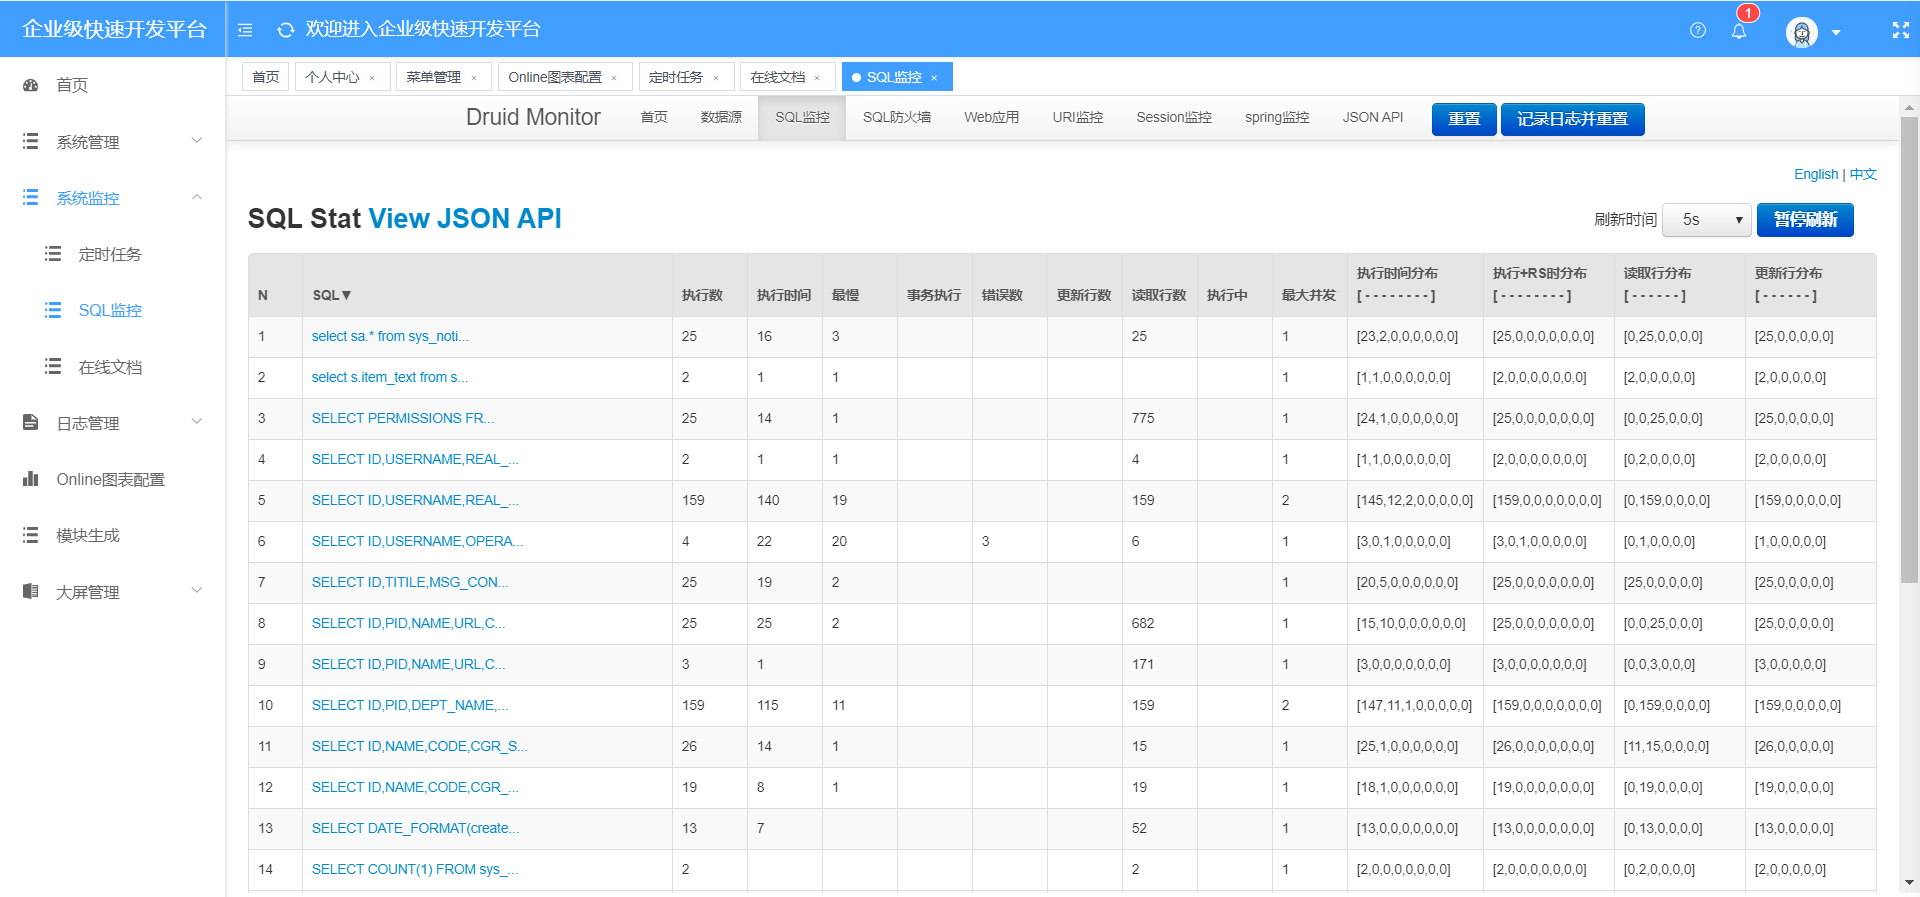 企业级快速开发平台
欢迎进入企业级快速开发平台
1
首页
系统管理
系统监控
定时任务
SQL监控
在线文档
日志管理
Online图表配置
模块生成
大屏管理
首页 个人中心 × 菜单管理 × Online图表配置 × 定时任务 × 在线文档 × SQL监控 ×
Druid Monitor 首页 数据源 SQL监控 SQL防火墙 Web应用 URI监控 Session监控 spring监控 JSON API 重置 记录日志并重置
English | 中文
SQL Stat View JSON API
刷新时间 5s 暂停刷新
N SQL▼ 执行数 执行时间 最慢 事务执行 错误数 更新行数 读取行数 执行中 最大并发 执行时间分布 [ - - - - - - - - ] 执行+RS时分布 [ - - - - - - - - ] 读取行分布 [ - - - - - - ] 更新行分布 [ - - - - - - ]
1 select sa.* from sys_noti... 25 16 3 25 1 [23,2,0,0,0,0,0,0] [25,0,0,0,0,0,0,0] [0,25,0,0,0,0] [25,0,0,0,0,0]
2 select s.item_text from s... 2 1 1 1 [1,1,0,0,0,0,0,0] [2,0,0,0,0,0,0,0] [2,0,0,0,0,0] [2,0,0,0,0,0]
3 SELECT PERMISSIONS FR... 25 14 1 775 1 [24,1,0,0,0,0,0,0] [25,0,0,0,0,0,0,0] [0,0,25,0,0,0] [25,0,0,0,0,0]
4 SELECT ID,USERNAME,REAL_... 2 1 1 4 1 [1,1,0,0,0,0,0,0] [2,0,0,0,0,0,0,0] [0,2,0,0,0,0] [2,0,0,0,0,0]
5 SELECT ID,USERNAME,REAL_... 159 140 19 159 2 [145,12,2,0,0,0,0,0] [159,0,0,0,0,0,0,0] [0,159,0,0,0,0] [159,0,0,0,0,0]
6 SELECT ID,USERNAME,OPERA... 4 22 20 3 6 1 [3,0,1,0,0,0,0,0] [3,0,1,0,0,0,0,0] [0,1,0,0,0,0] [1,0,0,0,0,0]
7 SELECT ID,TITILE,MSG_CON... 25 19 2 1 [20,5,0,0,0,0,0,0] [25,0,0,0,0,0,0,0] [25,0,0,0,0,0] [25,0,0,0,0,0]
8 SELECT ID,PID,NAME,URL,C... 25 25 2 682 1 [15,10,0,0,0,0,0,0] [25,0,0,0,0,0,0,0] [0,0,25,0,0,0] [25,0,0,0,0,0]
9 SELECT ID,PID,NAME,URL,C... 3 1 171 1 [3,0,0,0,0,0,0,0] [3,0,0,0,0,0,0,0] [0,0,3,0,0,0] [3,0,0,0,0,0]
10 SELECT ID,PID,DEPT_NAME,... 159 115 11 159 2 [147,11,1,0,0,0,0,0] [159,0,0,0,0,0,0,0] [0,159,0,0,0,0] [159,0,0,0,0,0]
11 SELECT ID,NAME,CODE,CGR_S... 26 14 1 15 1 [25,1,0,0,0,0,0,0] [26,0,0,0,0,0,0,0] [11,15,0,0,0,0] [26,0,0,0,0,0]
12 SELECT ID,NAME,CODE,CGR_... 19 8 1 19 1 [18,1,0,0,0,0,0,0] [19,0,0,0,0,0,0,0] [0,19,0,0,0,0] [19,0,0,0,0,0]
13 SELECT DATE_FORMAT(create... 13 7 52 1 [13,0,0,0,0,0,0,0] [13,0,0,0,0,0,0,0] [0,13,0,0,0,0] [13,0,0,0,0,0]
14 SELECT COUNT(1) FROM sys_... 2 2 1 [2,0,0,0,0,0,0,0] [2,0,0,0,0,0,0,0] [0,2,0,0,0,0] [2,0,0,0,0,0]